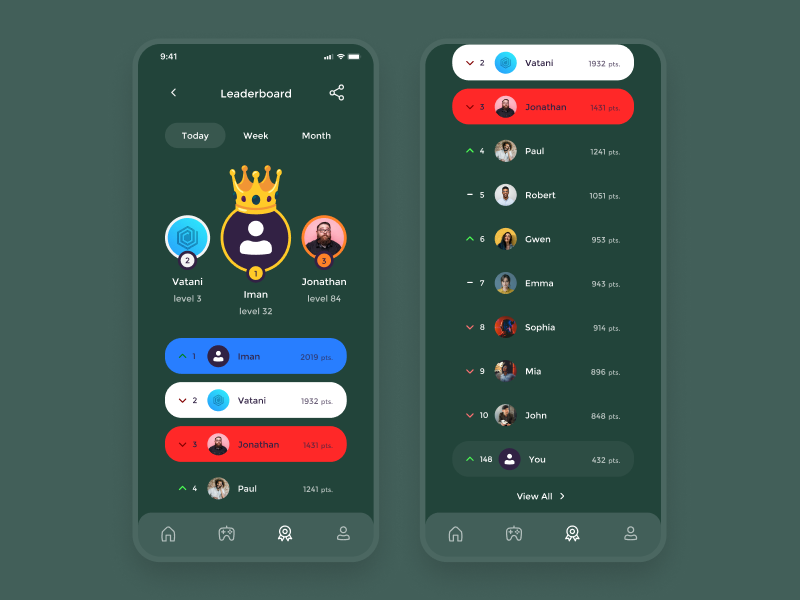 9:41
Leaderboard
Today Week Month
2 1 3
Vatani Iman Jonathan
level 3 level 32 level 84
1 Iman 2019 pts.
2 Vatani 1932 pts.
3 Jonathan 1431 pts.
4 Paul 1241 pts.
2 Vatani 1932 pts.
3 Jonathan 1431 pts.
4 Paul 1241 pts.
5 Robert 1051 pts.
6 Gwen 953 pts.
7 Emma 943 pts.
8 Sophia 914 pts.
9 Mia 896 pts.
10 John 848 pts.
148 You 432 pts.
View All